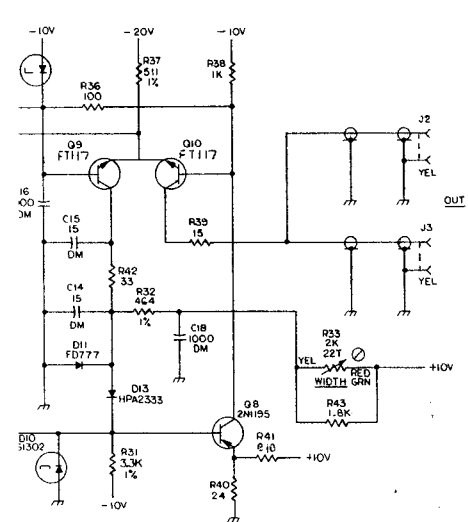 -10V
-20V
-10V
R37
511
1%
R38
1K
R36
100
Q9
FT117
Q10
FT117
J2
YEL
OUT
J3
YEL
C15
15
DM
R39
15
R42
33
C14
15
DM
R32
464
1%
C18
1000
DM
R33
2K
22T
YEL
RED
WIDTH
GRN
+10V
R43
1.8K
D11
FD777
D13
HPA2333
Q8
2N1195
R41
+10V
D10
R31
3.3K
1%
-10V
R40
24